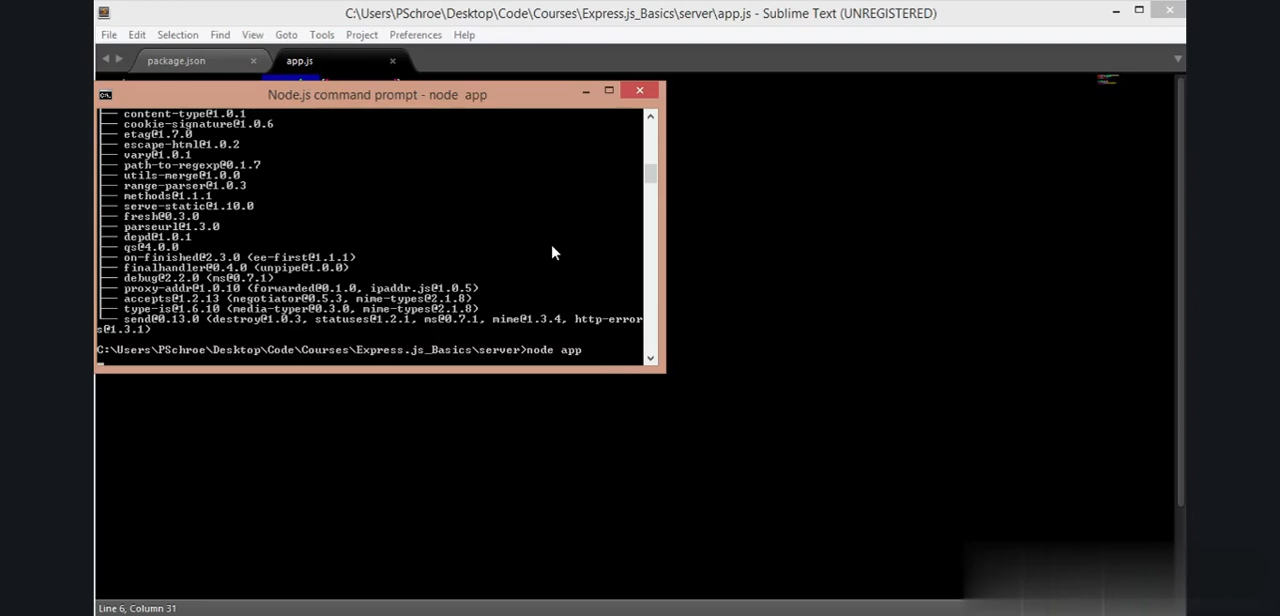 C:\Users\PSchroe\Desktop\Code\Courses\Express.js_Basics\server\app.js - Sublime Text (UNREGISTERED)
File Edit Selection Find View Goto Tools Project Preferences Help
package.json app.js
Node.js command prompt - node app
content-type@1.0.1
cookie-signature@1.0.6
etag@1.7.0
escape-html@1.0.2
vary@1.0.1
path-to-regexp@0.1.7
utils-merge@1.0.0
range-parser@1.0.3
methods@1.1.1
serve-static@1.10.0
fresh@0.3.0
parseurl@1.3.0
depd@1.0.1
qs@4.0.0
on-finished@2.3.0 (ee-first@1.1.1)
finalhandler@0.4.0 (unpipe@1.0.0)
debug@2.2.0 (ms@0.7.1)
proxy-addr@1.0.10 (forwarded@0.1.0, ipaddr.js@1.0.5)
accepts@1.2.13 (negotiator@0.5.3, mime-types@2.1.8)
type-is@1.6.10 (media-typer@0.3.0, mime-types@2.1.8)
send@0.13.0 (destroy@1.0.3, statuses@1.2.1, ms@0.7.1, mime@1.3.4, http-error
s@1.3.1)
C:\Users\PSchroe\Desktop\Code\Courses\Express.js_Basics\server>node app
Line 6, Column 31